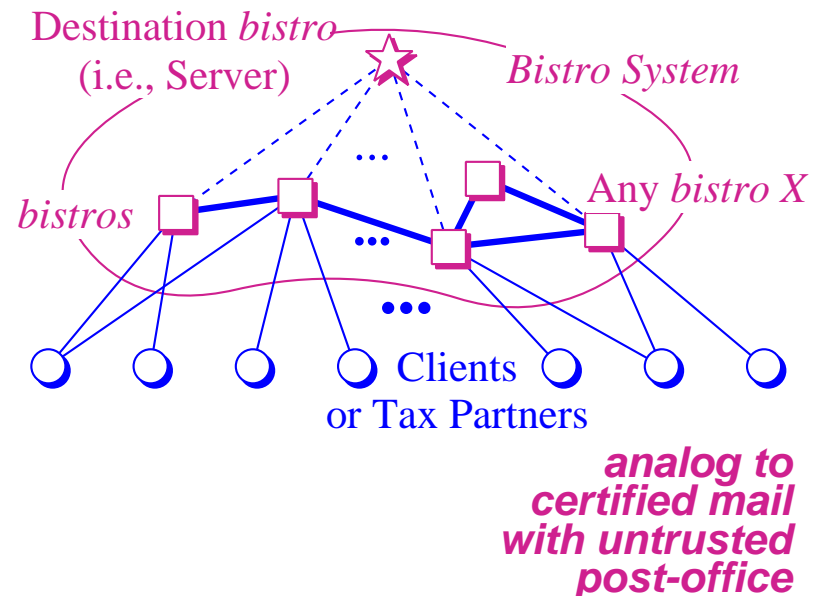 Destination bistro
(i.e., Server)
Bistro System
...
bistros
Any bistro X
...
...
Clients
or Tax Partners
analog to
certified mail
with untrusted
post-office